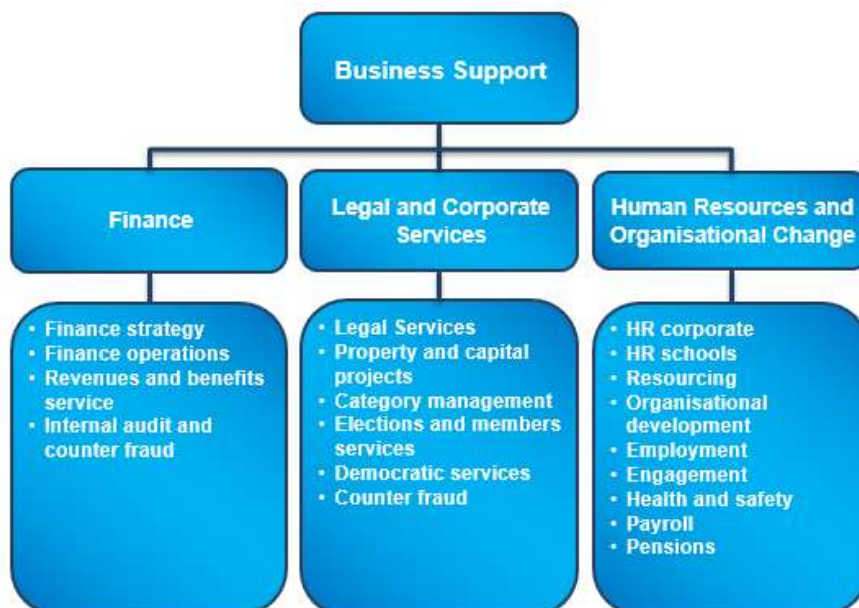 Business Support
Finance
Legal and Corporate
Services
Human Resources and
Organisational Change
• Finance strategy
• Finance operations
• Revenues and benefits
service
• Internal audit and
counter fraud
• Legal Services
• Property and capital
projects
• Category management
• Elections and members
services
• Democratic services
• Counter fraud
• HR corporate
• HR schools
• Resourcing
• Organisational
development
• Employment
• Engagement
• Health and safety
• Payroll
• Pensions